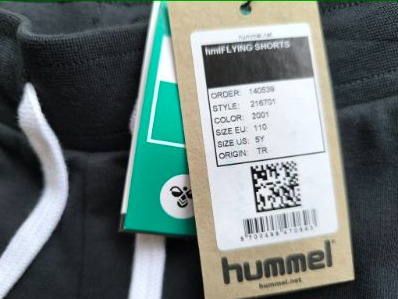 hummel.net
hmlFLYING SHORTS
ORDER: 140539
STYLE: 216701
COLOR: 2001
SIZE EU: 110
SIZE US: 5Y
ORIGIN: TR
hummel
hummel.net